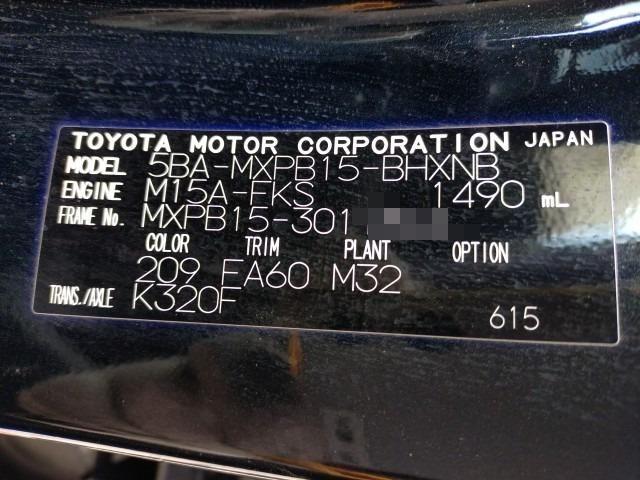 TOYOTA MOTOR CORPORATION JAPAN
MODEL 5BA-MXPB15-BHXNB
ENGINE M15A-FKS 1490 mL
FRAME No. MXPB15-301
COLOR TRIM PLANT OPTION
209 EA60 M32
TRANS./AXLE K320F
615